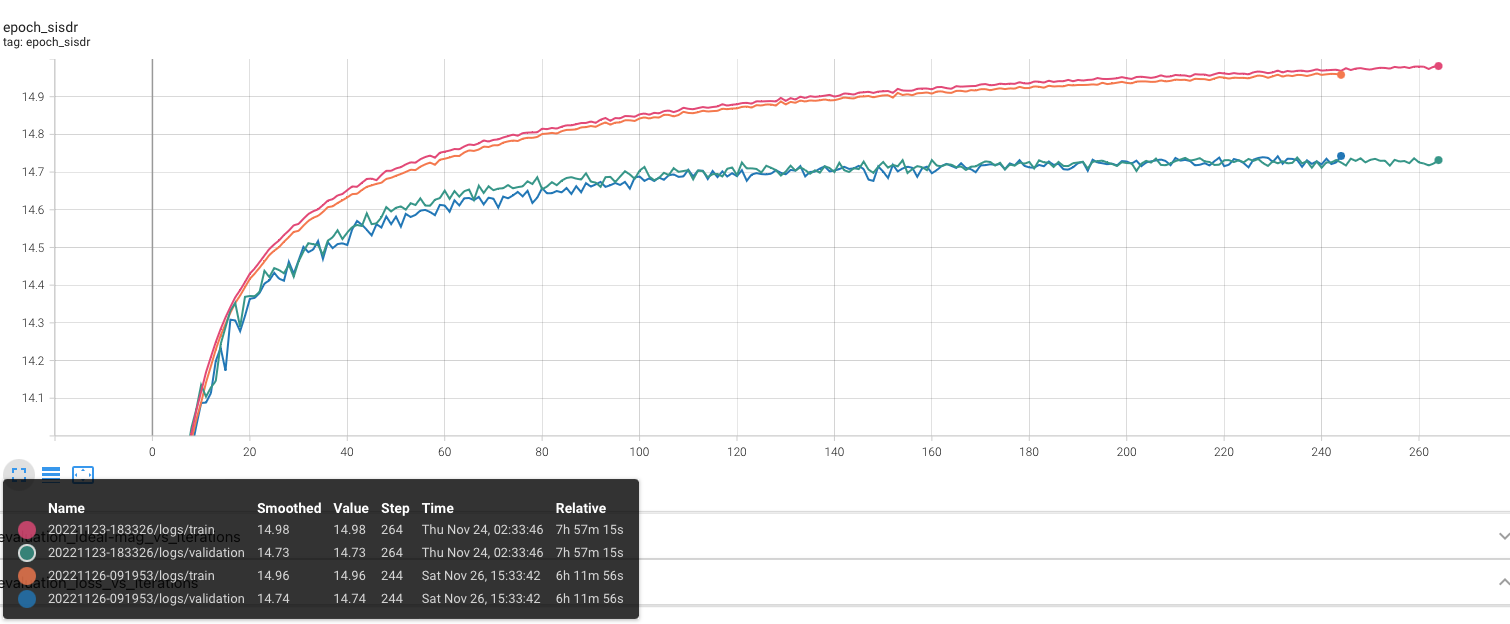 epoch_sisdr
tag: epoch_sisdr
14.9
14.8
14.7
14.6
14.5
14.4
14.3
14.2
14.1
0 20 40 60 80 100 120 140 160 180 200 220 240 260
Name Smoothed Value Step Time Relative
20221123-183326/logs/train 14.98 14.98 264 Thu Nov 24, 02:33:46 7h 57m 15s
evaluation_ideal-mag_vs_iterations
20221123-183326/logs/validation 14.73 14.73 264 Thu Nov 24, 02:33:46 7h 57m 15s
20221126-091953/logs/train 14.96 14.96 244 Sat Nov 26, 15:33:42 6h 11m 56s
evaluation_loss_vs_iterations
20221126-091953/logs/validation 14.74 14.74 244 Sat Nov 26, 15:33:42 6h 11m 56s